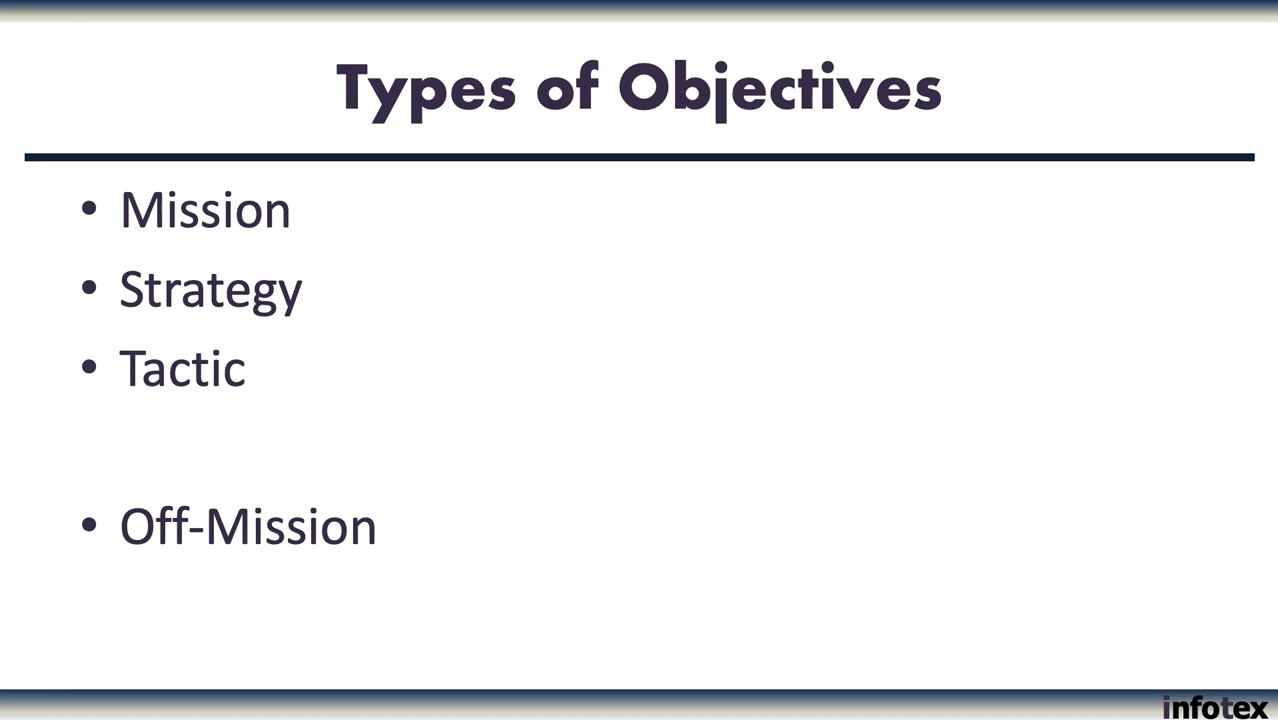 Types of Objectives
• Mission
• Strategy
• Tactic
• Off-Mission
infotex